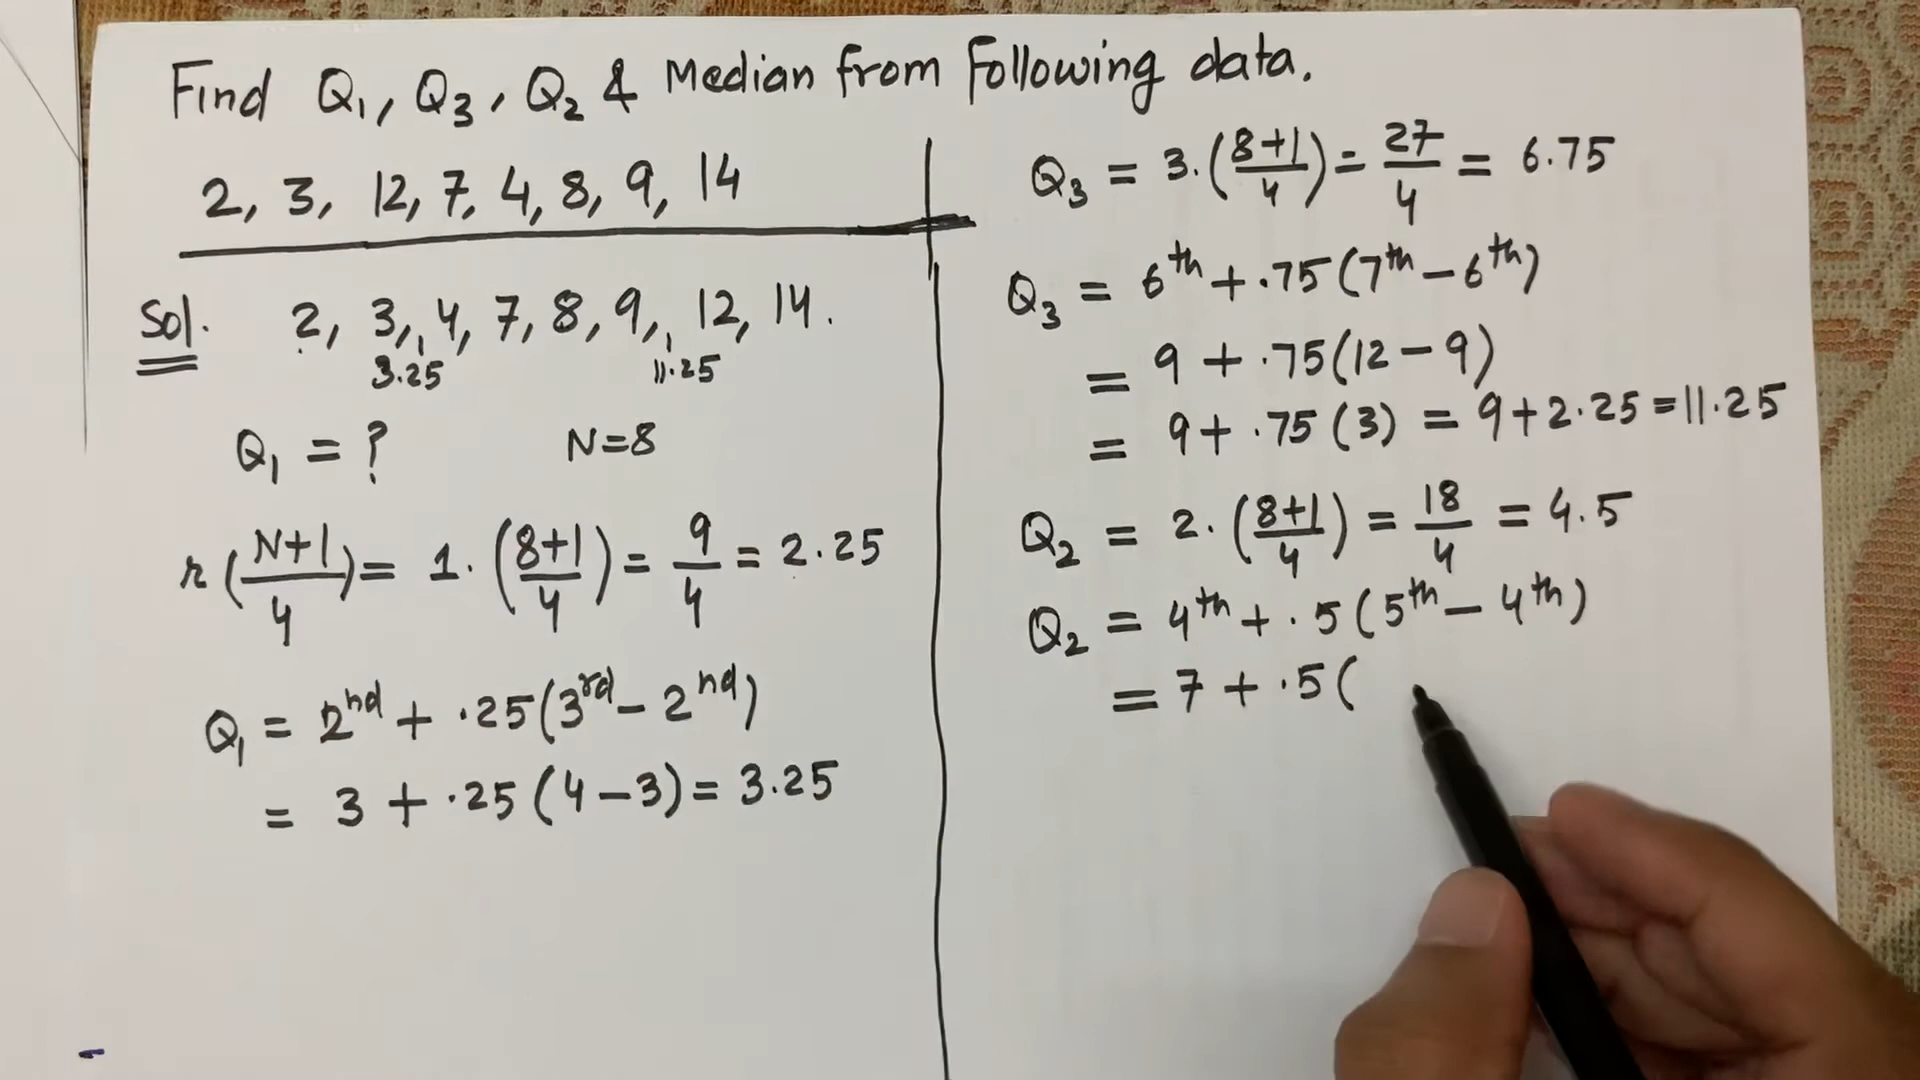 Find Q₁, Q₃, Q₂ & Median from Following data.
2, 3, 12, 7, 4, 8, 9, 14
Sol. 2, 3, 4, 7, 8, 9, 12, 14.
3.25 11.25
Q₁ = ? N=8
r(N+1/4)= 1.(8+1/4)= 9/4 = 2.25
Q₁ = 2nd + .25(3rd - 2nd)
= 3 + .25(4-3) = 3.25
Q₃ = 3.(8+1/4)= 27/4 = 6.75
Q₃ = 6th + .75(7th - 6th)
= 9 + .75(12-9)
= 9+ .75(3) = 9+2.25=11.25
Q₂ = 2.(8+1/4)= 18/4 = 4.5
Q₂ = 4th + .5(5th - 4th)
= 7 + .5(